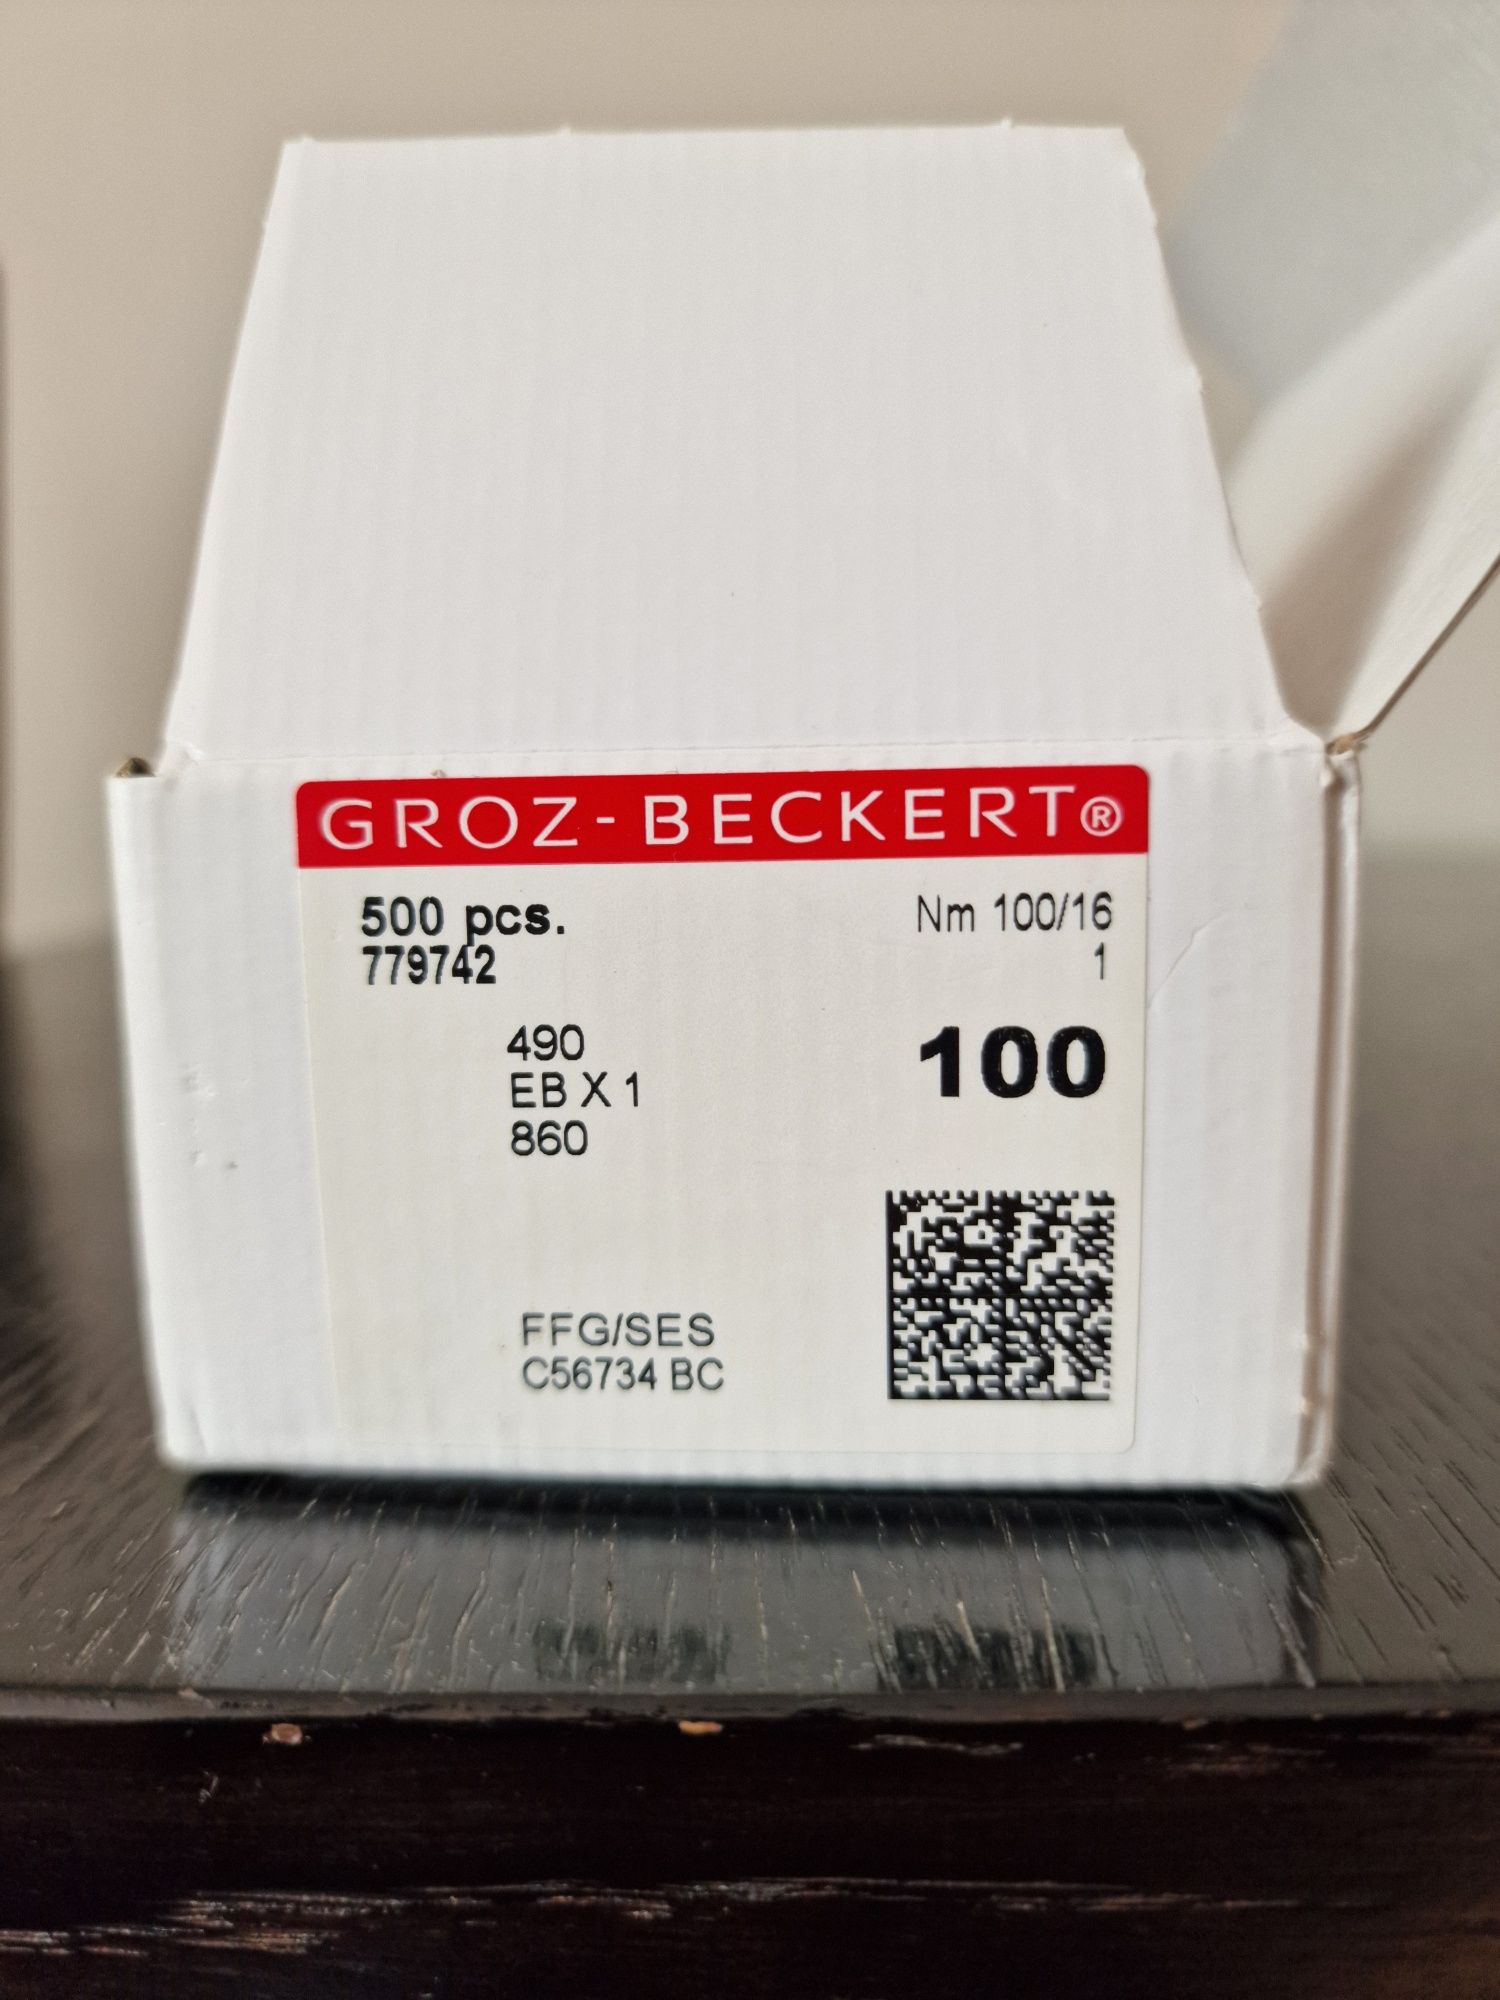 GROZ-BECKERT®
500 pcs.
Nm 100/16
779742
1
490
100
EB X 1
860
FFG/SES
C56734 BC